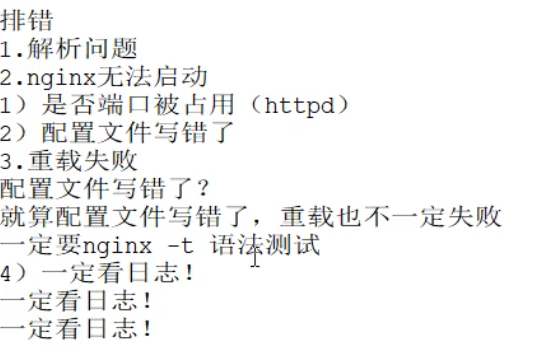 排错
1.解析问题
2.nginx无法启动
1）是否端口被占用（httpd）
2）配置文件写错了
3.重载失败
配置文件写错了？
就算配置文件写错了，重载也不一定失败
一定要nginx -t 语法测试
4）一定看日志！
一定看日志！
一定看日志！